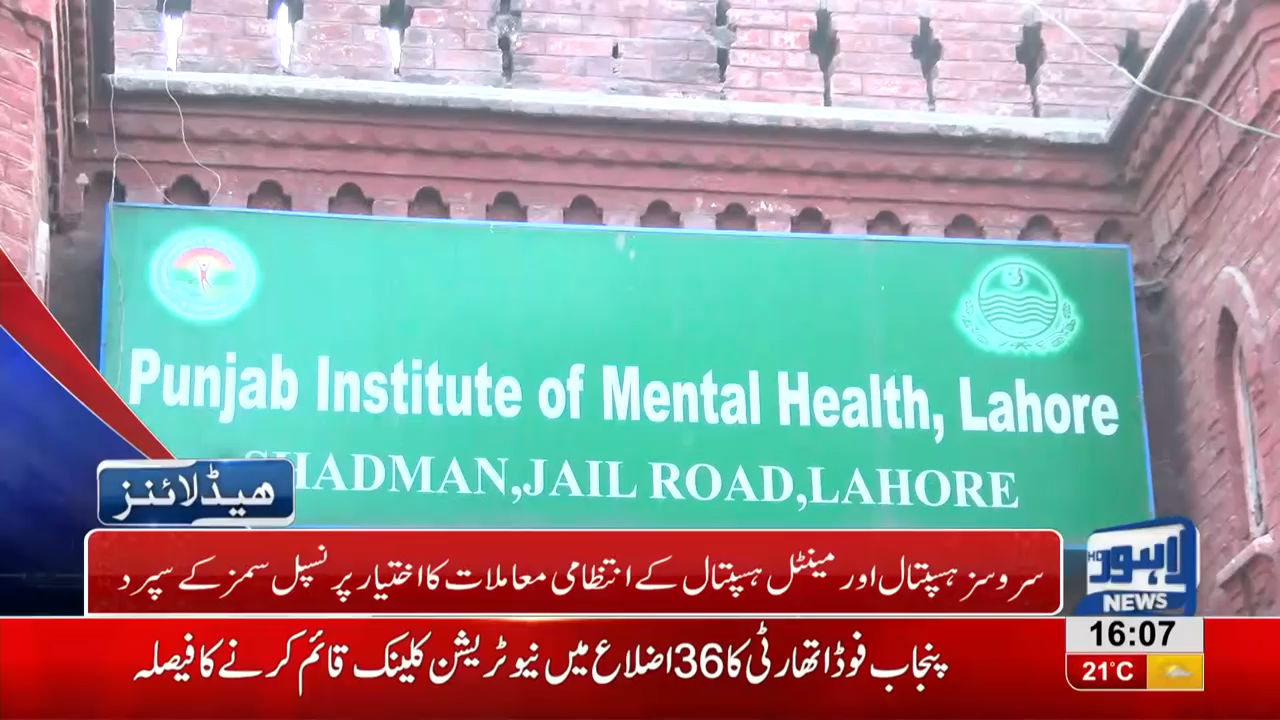 Punjab Institute of Mental Health, Lahore
SHADMAN,JAIL ROAD,LAHORE
ہیڈلائنز
سروسز ہسپتال اور مینٹل ہسپتال کے انتظامی معاملات کا اختیار پرنسپل سمز کے سپرد
لاہور
HD
NEWS
16:07
21°C
پنجاب فوڈ اتھارٹی کا 36 اضلاع میں نیوٹریشن کلینک قائم کرنے کا فیصلہ